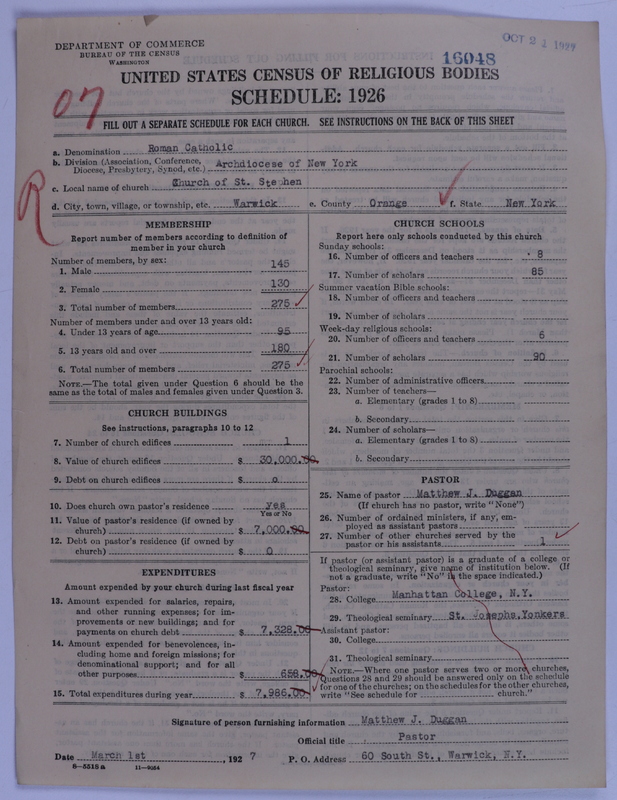 DEPARTMENT OF COMMERCE
BUREAU OF THE CENSUS
WASHINGTON
16048
OCT 21 1927
UNITED STATES CENSUS OF RELIGIOUS BODIES
SCHEDULE: 1926
07
FILL OUT A SEPARATE SCHEDULE FOR EACH CHURCH. SEE INSTRUCTIONS ON THE BACK OF THIS SHEET
R
a. Denomination Roman Catholic
b. Division (Association, Conference, Diocese, Presbytery, Synod, etc.) Archdiocese of New York
c. Local name of church Church of St. Stephen
d. City, town, village, or township, etc. Warwick e. County Orange f. State New York
MEMBERSHIP
Report number of members according to definition of
member in your church
Number of members, by sex:
1. Male 145
2. Female 130
3. Total number of members 275
Number of members under and over 13 years old:
4. Under 13 years of age 95
5. 13 years old and over 180
6. Total number of members 275
NOTE.—The total given under Question 6 should be the
same as the total of males and females given under Question 3.
CHURCH BUILDINGS
See instructions, paragraphs 10 to 12
7. Number of church edifices 1
8. Value of church edifices $ 30,000.00
9. Debt on church edifices $ 0
10. Does church own pastor's residence yes
Yes or No
11. Value of pastor's residence (if owned by
church) $ 7,000.00
12. Debt on pastor's residence (if owned by
church) $ 0
EXPENDITURES
Amount expended by your church during last fiscal year
13. Amount expended for salaries, repairs,
and other running expenses; for im-
provements or new buildings; and for
payments on church debt $ 7,328.00
14. Amount expended for benevolences, in-
cluding home and foreign missions; for
denominational support; and for all
other purposes $ 658.00
15. Total expenditures during year $ 7,986.00
CHURCH SCHOOLS
Report here only schools conducted by this church
Sunday schools:
16. Number of officers and teachers 8
17. Number of scholars 85
Summer vacation Bible schools:
18. Number of officers and teachers
19. Number of scholars
Week-day religious schools:
20. Number of officers and teachers 6
21. Number of scholars 90
Parochial schools:
22. Number of administrative officers
23. Number of teachers—
a. Elementary (grades 1 to 8)
b. Secondary
24. Number of scholars—
a. Elementary (grades 1 to 8)
b. Secondary
PASTOR
25. Name of pastor Matthew J. Duggan
(If church has no pastor, write "None")
26. Number of ordained ministers, if any, em-
ployed as assistant pastors
27. Number of other churches served by the
pastor or his assistants 1
If pastor (or assistant pastor) is a graduate of a college or
theological seminary, give name of institution below. (If
not a graduate, write "No" in the space indicated.)
Pastor:
28. College Manhattan College, N.Y.
29. Theological seminary St. Josephs, Yonkers
Assistant pastor:
30. College
31. Theological seminary
NOTE.—Where one pastor serves two or more churches,
Questions 28 and 29 should be answered only on the schedule
for one of the churches; on the schedules for the other churches,
write "See schedule for church."
Signature of person furnishing information Matthew J. Duggan
Official title Pastor
Date March 1st, 1927 P. O. Address 60 South St., Warwick, N.Y.
8—5518a 11—9264